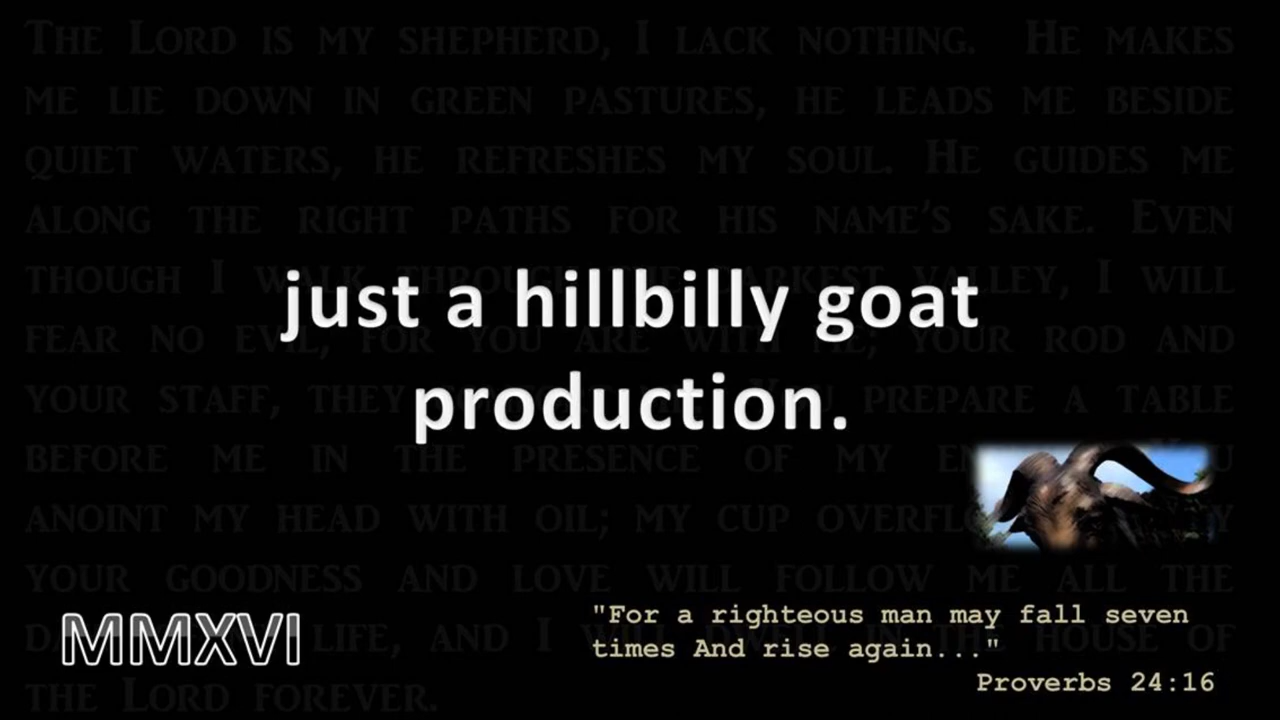 THE LORD IS MY SHEPHERD, I LACK NOTHING. HE MAKES
ME LIE DOWN IN GREEN PASTURES, HE LEADS ME BESIDE
QUIET WATERS, HE REFRESHES MY SOUL. HE GUIDES ME
ALONG THE RIGHT PATHS FOR HIS NAME'S SAKE. EVEN
THOUGH I WALK THROUGH THE DARKEST VALLEY, I WILL
FEAR NO EVIL, FOR YOU ARE WITH ME; YOUR ROD AND
YOUR STAFF, THEY YOU PREPARE A TABLE
BEFORE ME IN THE PRESENCE OF MY
ANOINT MY HEAD WITH OIL; MY CUP
YOUR GOODNESS AND LOVE WILL FOLLOW ME ALL THE
LIFE, AND I HOUSE OF
THE LORD FOREVER.
just a hillbilly goat
production.
MMXVI
"For a righteous man may fall seven
times And rise again..."
Proverbs 24:16